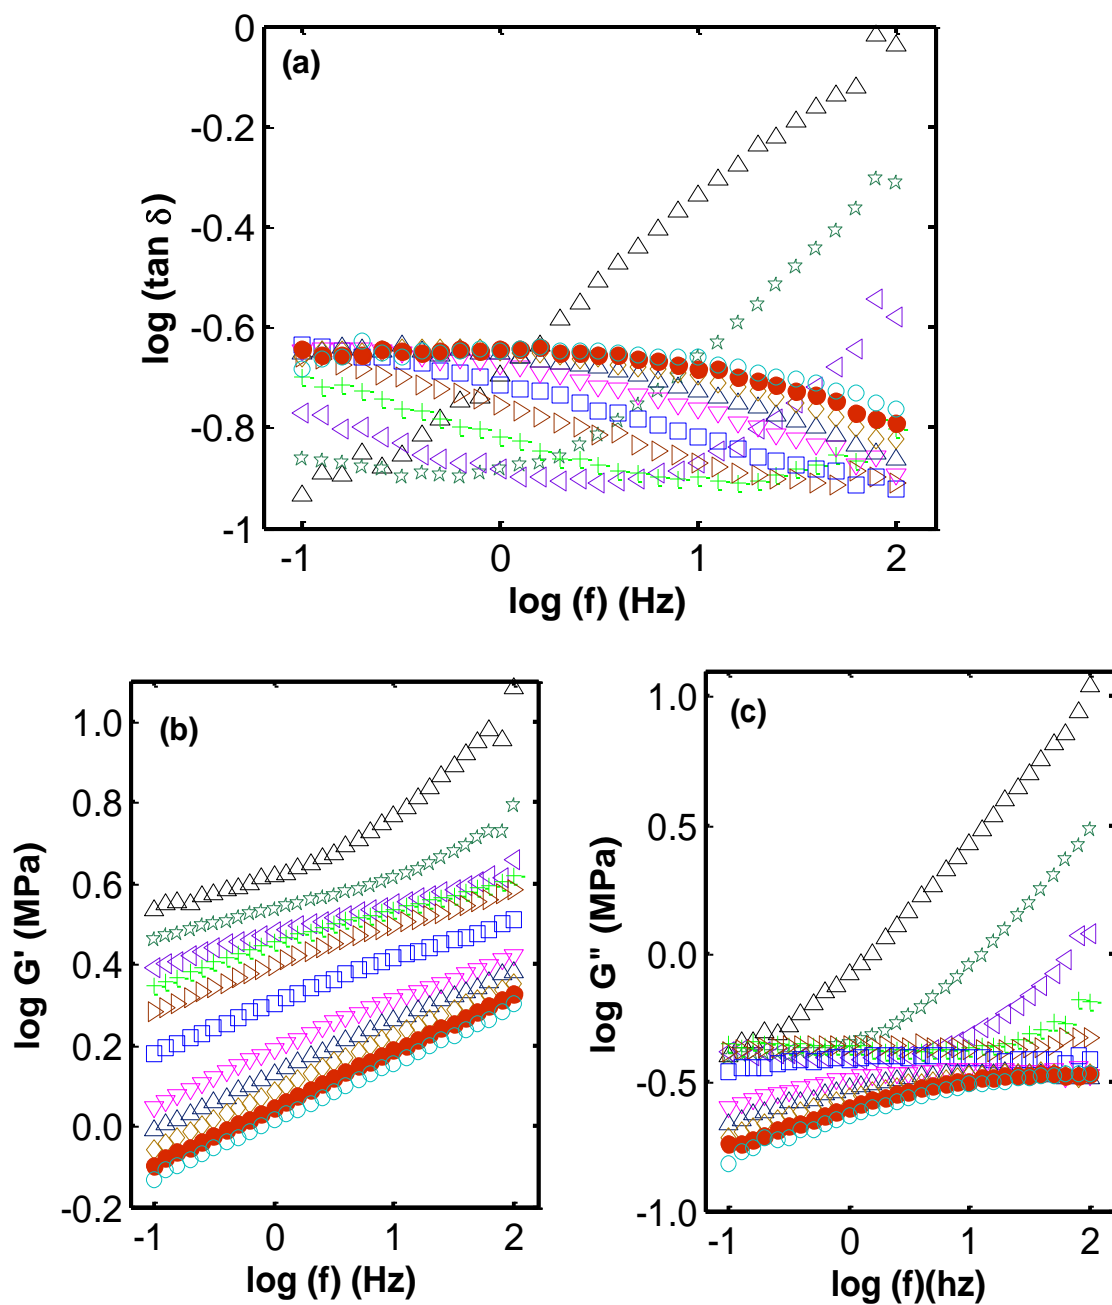 (a)
0
-0.2
-0.4
-0.6
-0.8
-1
log (tan δ)
-1 0 1 2
log (f) (Hz)
(b)
1.0
0.8
0.6
0.4
0.2
0.0
-0.2
log G' (MPa)
-1 0 1 2
log (f) (Hz)
(c)
1.0
0.5
0.0
-0.5
-1.0
log G" (MPa)
-1 0 1 2
log (f)(hz)